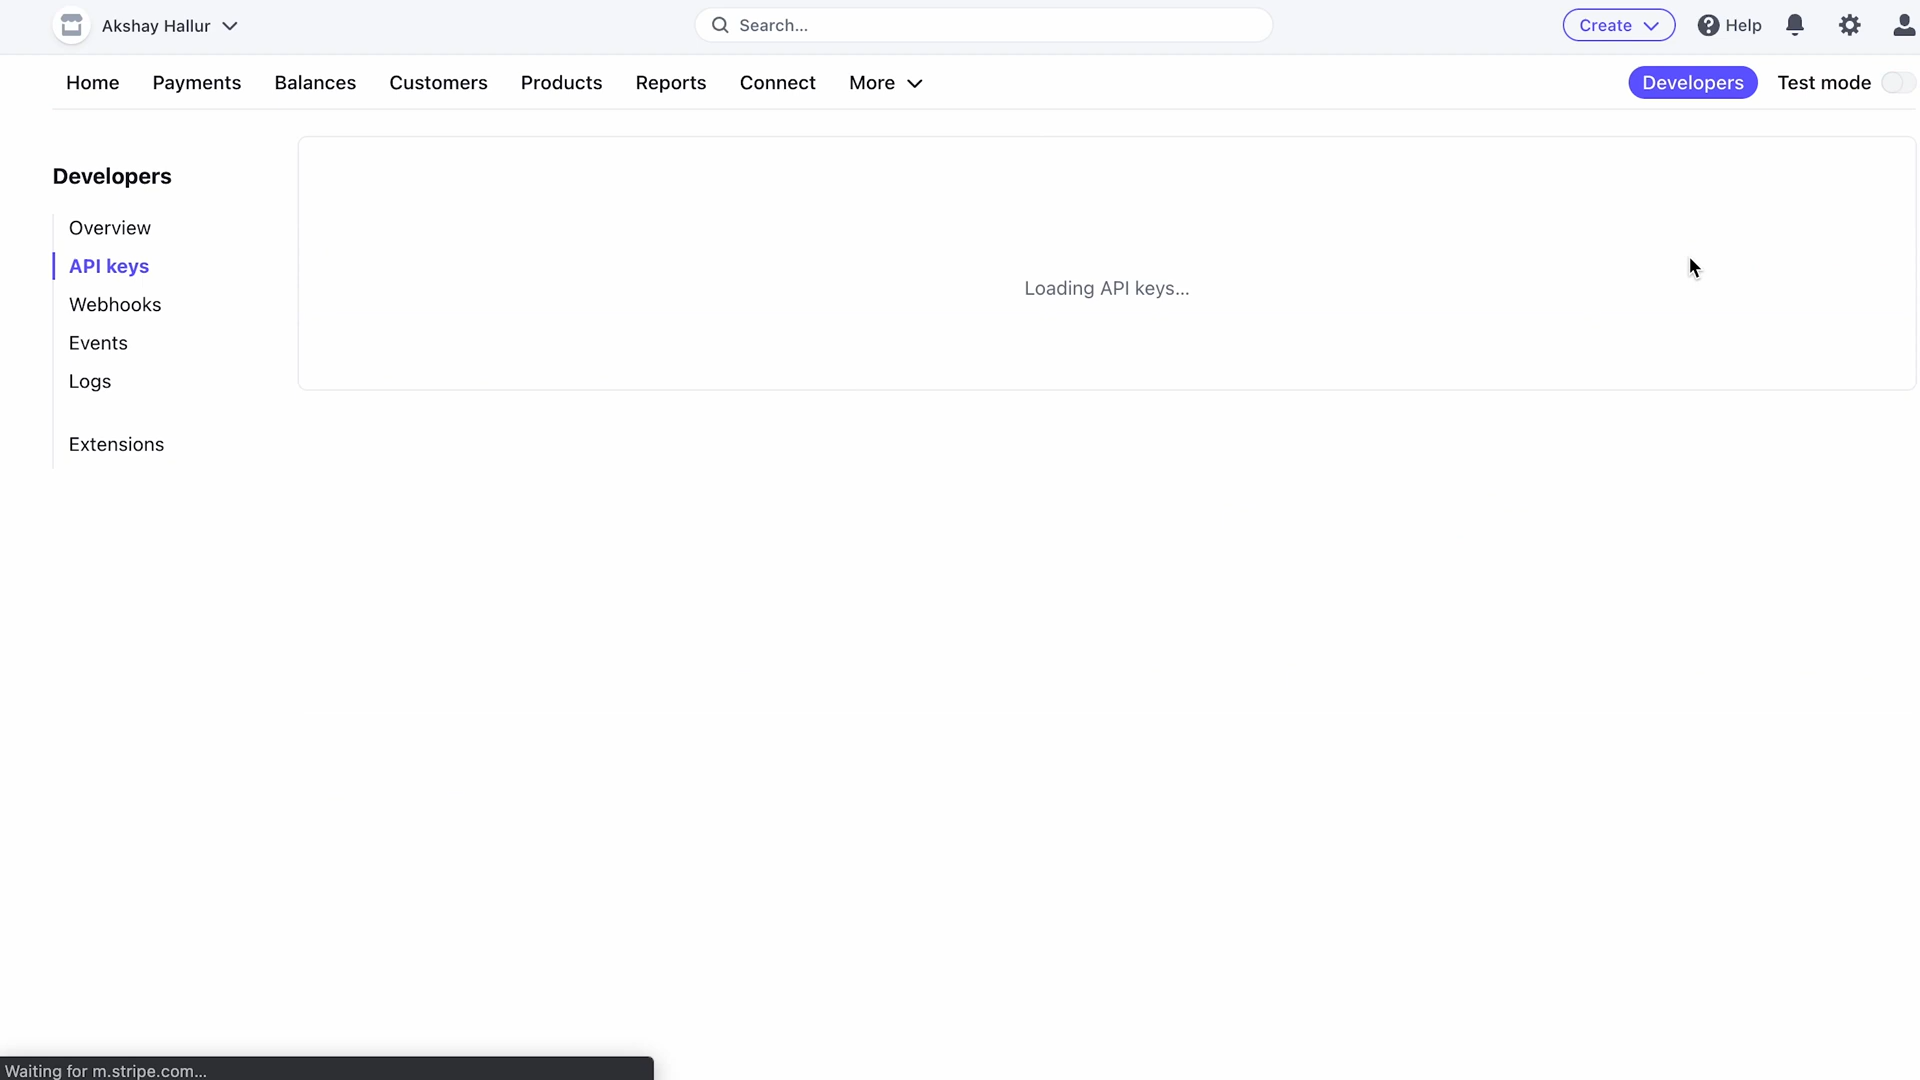 Akshay Hallur
Search...
Create
Help
Home
Payments
Balances
Customers
Products
Reports
Connect
More
Developers
Test mode
Developers
Overview
API keys
Webhooks
Events
Logs
Extensions
Loading API keys...
Waiting for m.stripe.com...